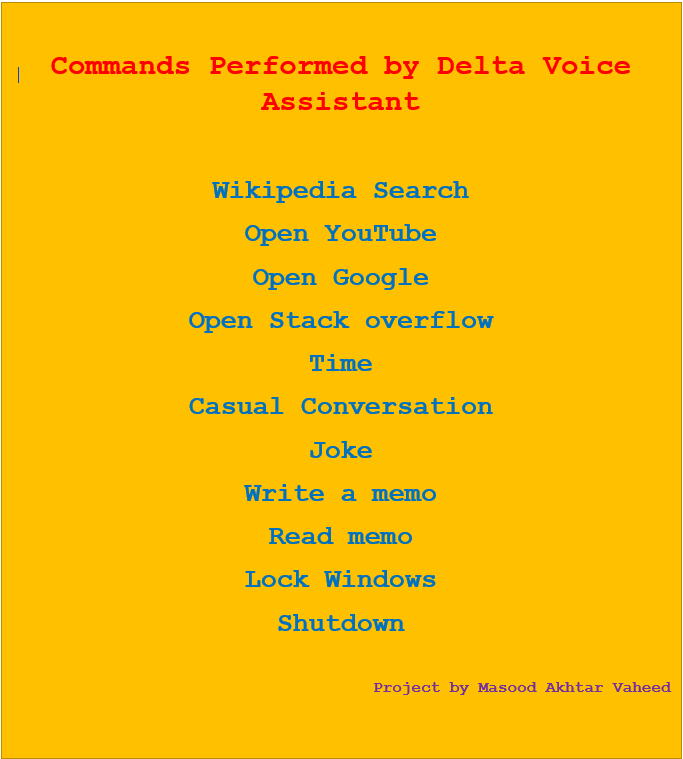 Commands Performed by Delta Voice
Assistant
Wikipedia Search
Open YouTube
Open Google
Open Stack overflow
Time
Casual Conversation
Joke
Write a memo
Read memo
Lock Windows
Shutdown
Project by Masood Akhtar Vaheed